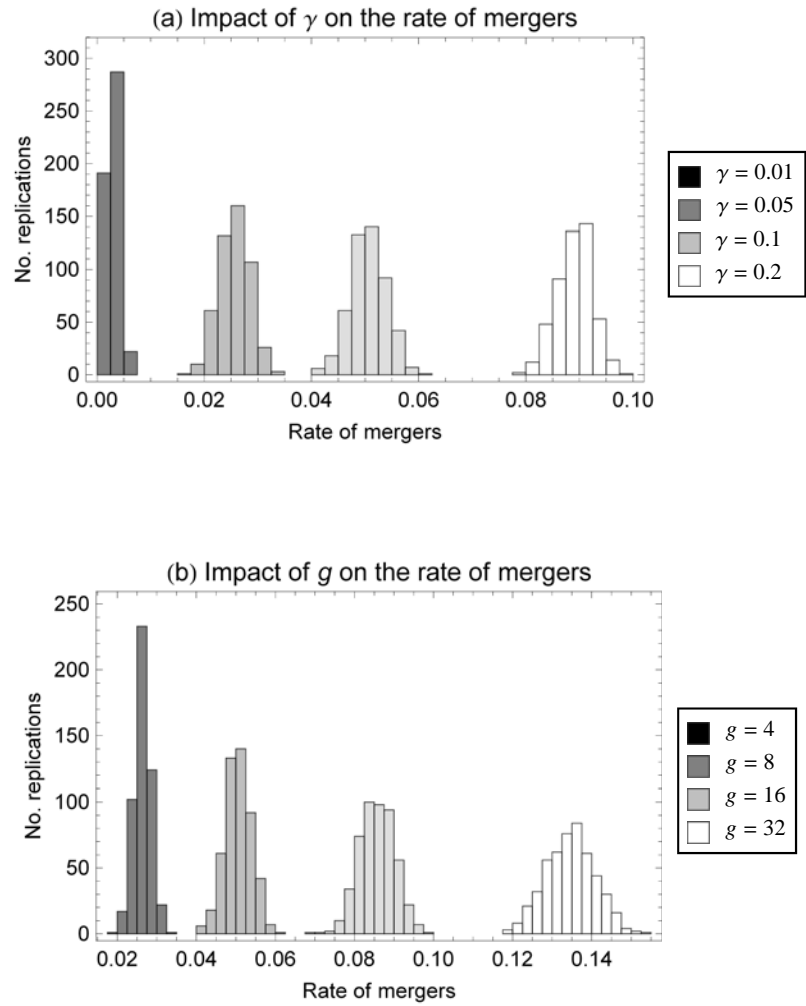 (a) Impact of γ on the rate of mergers
300
250
200
150
100
50
0
No. replications
0.00 0.02 0.04 0.06 0.08 0.10
Rate of mergers
γ = 0.01
γ = 0.05
γ = 0.1
γ = 0.2
(b) Impact of g on the rate of mergers
250
200
150
100
50
0
No. replications
0.02 0.04 0.06 0.08 0.10 0.12 0.14
Rate of mergers
g = 4
g = 8
g = 16
g = 32